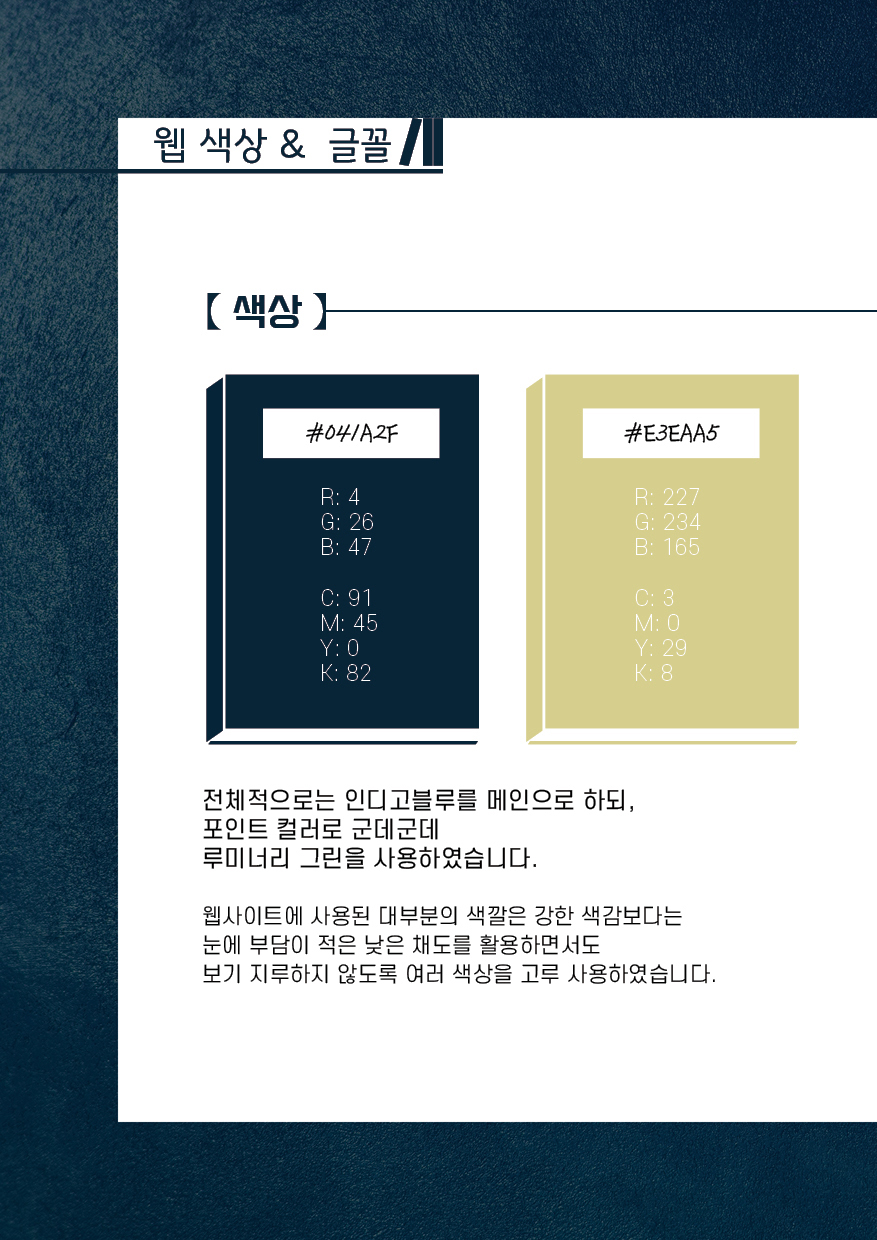 웹 색상 & 글꼴
【 색상 】
#041A2F
R: 4
G: 26
B: 47
C: 91
M: 45
Y: 0
K: 82
#E3EAA5
R: 227
G: 234
B: 165
C: 3
M: 0
Y: 29
K: 8
전체적으로는 인디고블루를 메인으로 하되,
포인트 컬러로 군데군데
루미너리 그린을 사용하였습니다.
웹사이트에 사용된 대부분의 색깔은 강한 색감보다는
눈에 부담이 적은 낮은 채도를 활용하면서도
보기 지루하지 않도록 여러 색상을 고루 사용하였습니다.